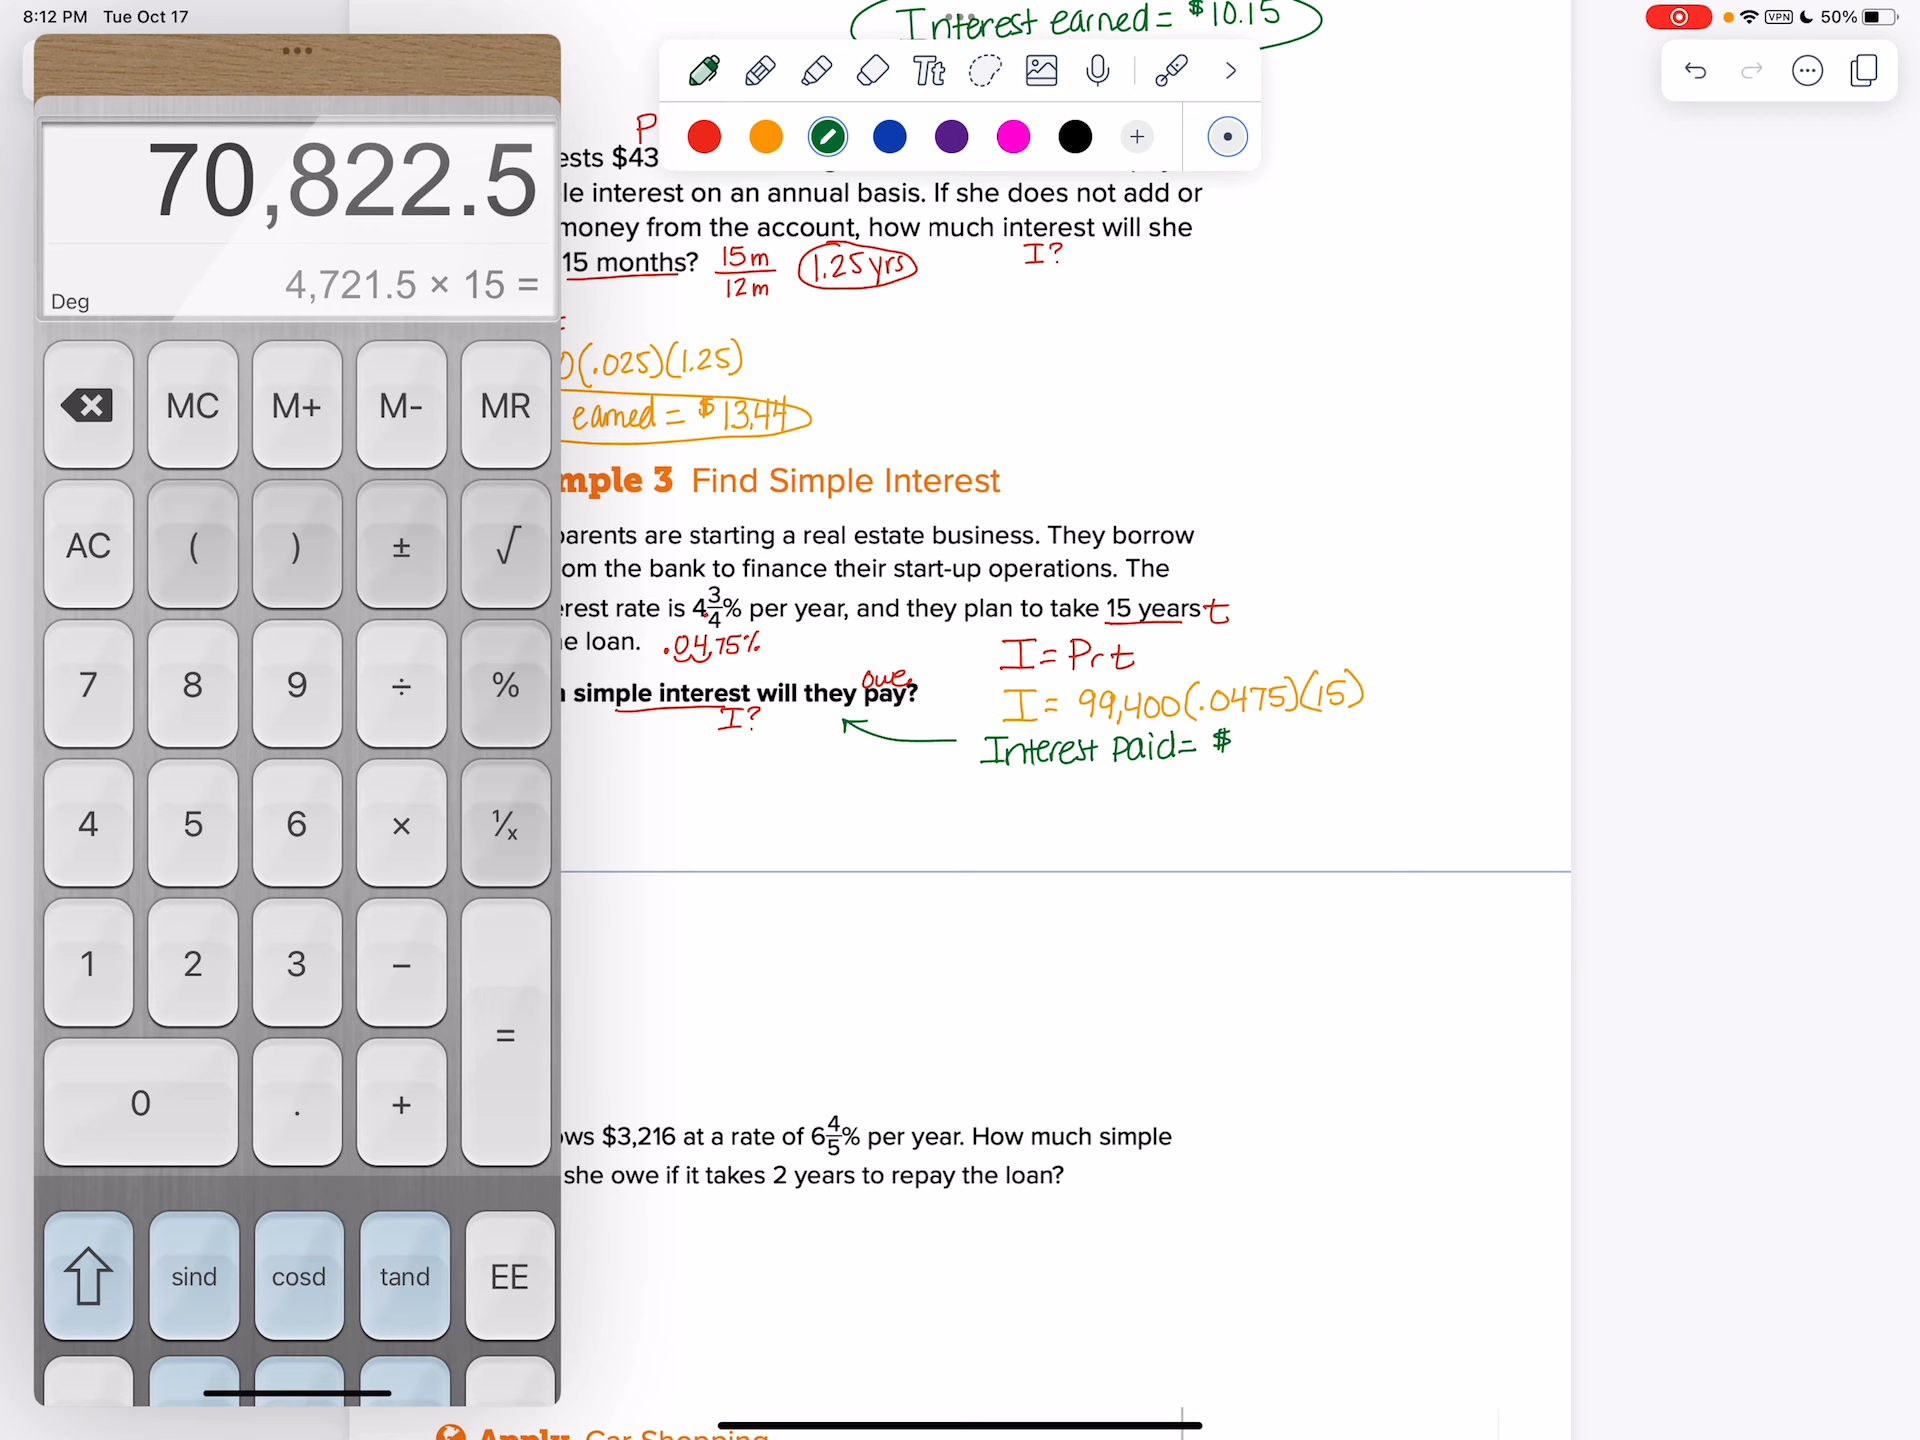 8:12 PM Tue Oct 17
VPN 50%
Interest earned = $10.15
70,822.5
4,721.5 × 15 =
Deg
MC M+ M- MR
AC ( ) ± √
7 8 9 ÷ %
4 5 6 × 1/x
1 2 3 −
=
0 . +
sind cosd tand EE
Tt
P
ests $43
le interest on an annual basis. If she does not add or
money from the account, how much interest will she
15 months? 15m/12m 1.25 yrs I?
0(.025)(1.25)
earned = $13.44
mple 3 Find Simple Interest
parents are starting a real estate business. They borrow
om the bank to finance their start-up operations. The
erest rate is 4 3/4% per year, and they plan to take 15 years t
e loan. .04.75%
I = Prt
owe
simple interest will they pay?
I?
I = 99,400(.0475)(15)
Interest paid = $
ows $3,216 at a rate of 6 4/5% per year. How much simple
she owe if it takes 2 years to repay the loan?
Apply Car Shopping